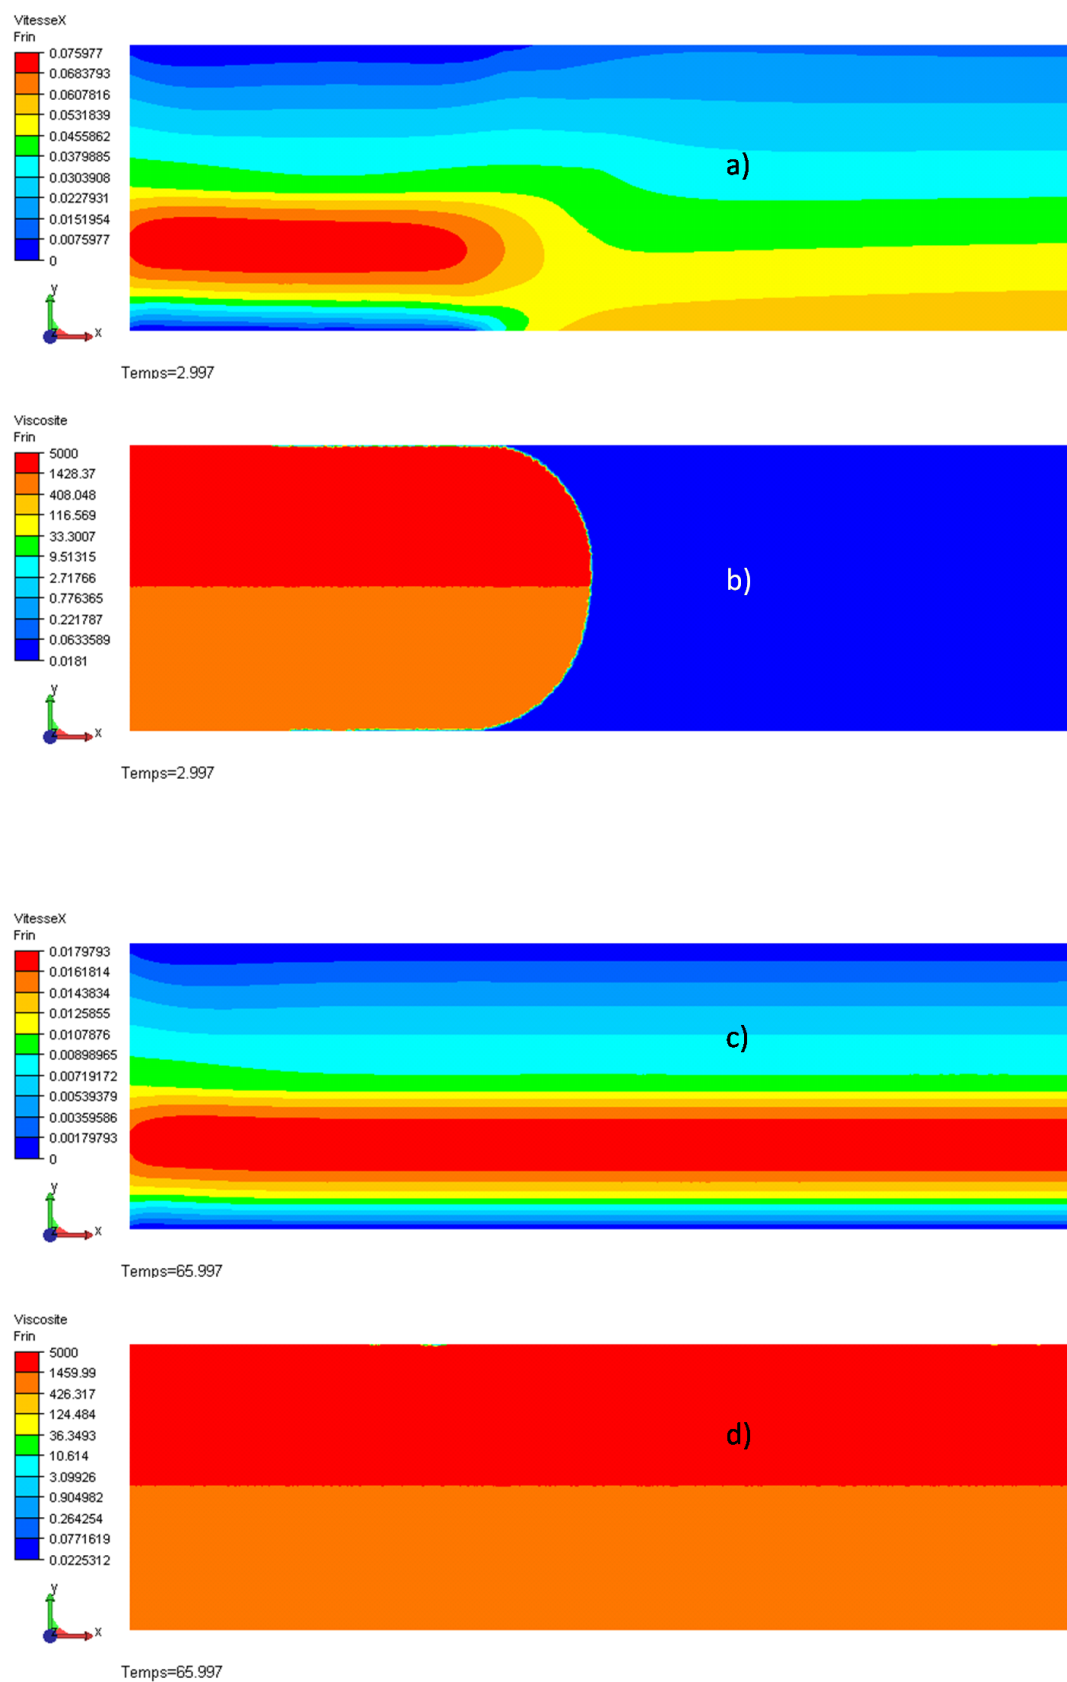 VitesseX
Frin
0.075977
0.0683793
0.0607816
0.0531839
0.0455862
0.0379885
0.0303908
0.027931
0.0151954
0.0075977
0
a)
y
z
x
Temps=2.997
Viscosite
Frin
5000
1428.37
408.048
116.569
33.3007
9.51315
2.71766
0.776365
0.221787
0.0633589
0.0181
b)
y
z
x
Temps=2.997
VitesseX
Frin
0.0179793
0.0161814
0.0143834
0.0125855
0.0107876
0.00898965
0.00719172
0.00539379
0.00359586
0.00179793
0
c)
y
z
x
Temps=65.997
Viscosite
Frin
5000
1459.99
426.317
124.484
36.3493
10.614
3.09926
0.904982
0.264254
0.0771619
0.0225312
d)
y
z
x
Temps=65.997